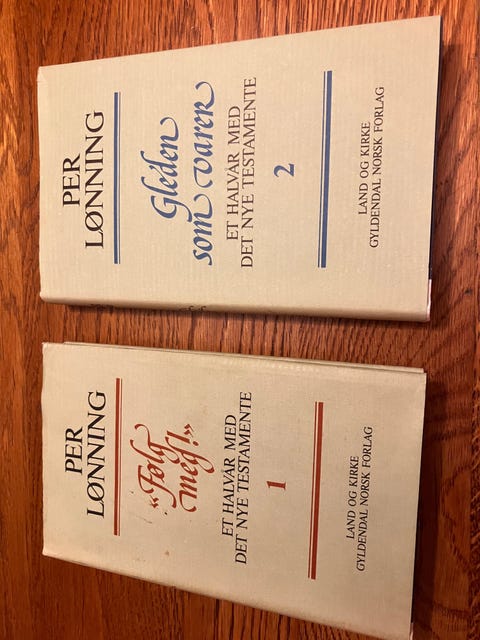 PER
LØNNING
Gleden
som varer
ET HALVÅR MED
DET NYE TESTAMENTE
2
LAND OG KIRKE
GYLDENDAL NORSK FORLAG
PER
LØNNING
«Følg
meg!»
ET HALVÅR MED
DET NYE TESTAMENTE
1
LAND OG KIRKE
GYLDENDAL NORSK FORLAG